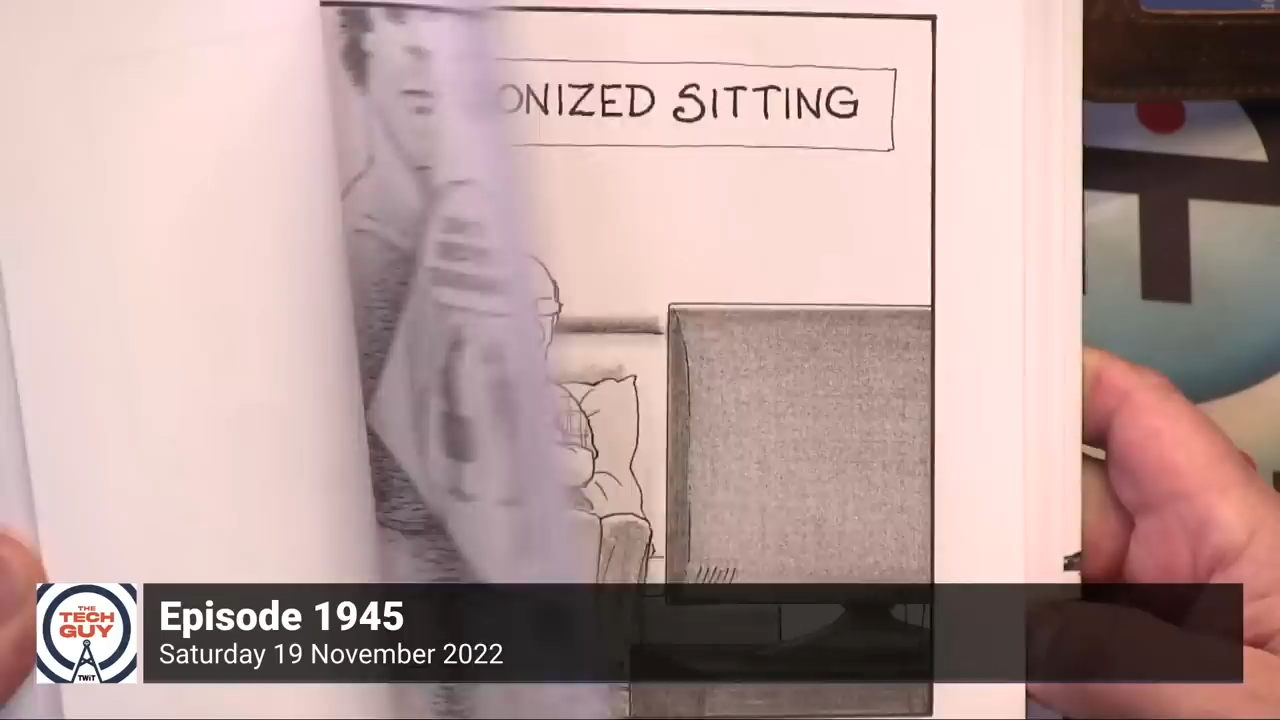 ONIZED SITTING
THE
TECH
GUY
TWiT
Episode 1945
Saturday 19 November 2022